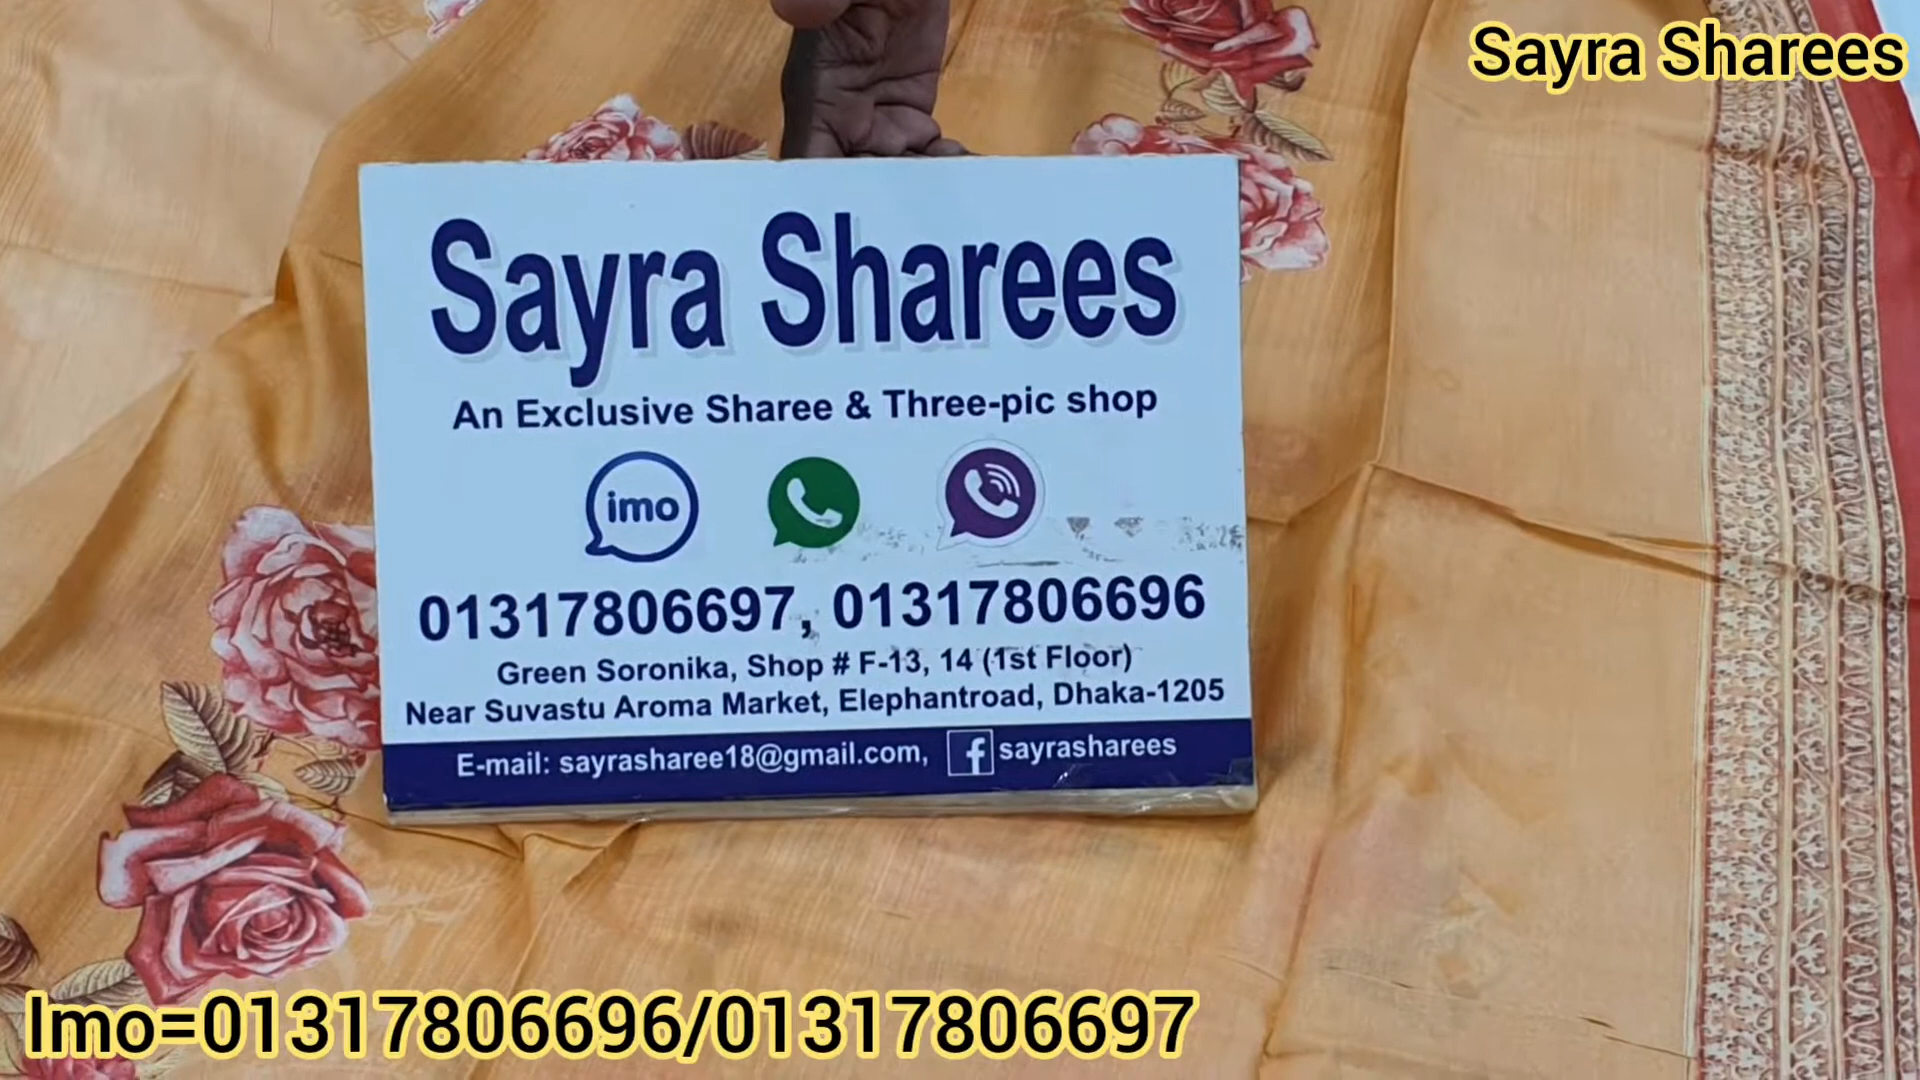 Sayra Sharees
Sayra Sharees
An Exclusive Sharee & Three-pic shop
imo
01317806697, 01317806696
Green Soronika, Shop # F-13, 14 (1st Floor)
Near Suvastu Aroma Market, Elephantroad, Dhaka-1205
E-mail: sayrasharee18@gmail.com, f sayrasharees
Imo=01317806696/01317806697